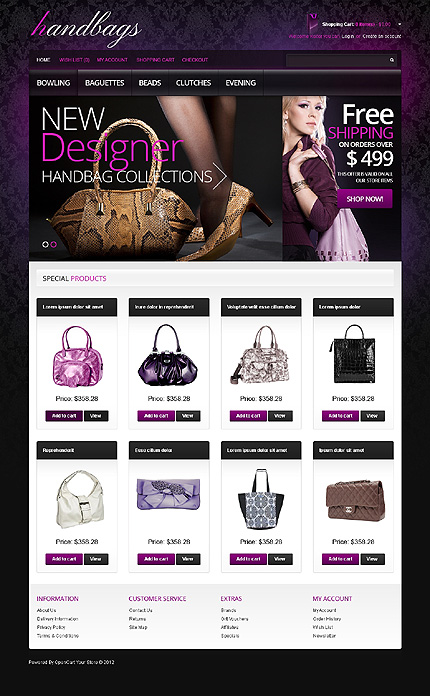 handbags
Shopping Cart: 0 items - $0.00
Welcome visitor you can Login or Create an account
HOME WISH LIST (0) MY ACCOUNT SHOPPING CART CHECKOUT
BOWLING BAGUETTES BEADS CLUTCHES EVENING
NEW
Designer
HANDBAG COLLECTIONS
Free
SHIPPING
ON ORDERS OVER
$ 499
THIS OFFER IS VALID ON ALL
OUR STORE ITEMS
SHOP NOW!
SPECIAL PRODUCTS
Lorem ipsum dolor sit amet Irure dolor in reprehenderit Voluptate velit esse cillum dolor Lorem ipsum dolor
Price: $358.28 Price: $358.28 Price: $358.28 Price: $358.28
Add to cart View Add to cart View Add to cart View Add to cart View
Reprehenderit Esse cillum dolor Lorem ipsum dolor sit amet Ipsum dolor sit amet
Price: $358.28 Price: $358.28 Price: $358.28 Price: $358.28
Add to cart View Add to cart View Add to cart View Add to cart View
INFORMATION CUSTOMER SERVICE EXTRAS MY ACCOUNT
About Us Contact Us Brands My Account
Delivery Information Returns Gift Vouchers Order History
Privacy Policy Site Map Affiliates Wish List
Terms & Conditions Specials Newsletter
Powered By OpenCart Your Store © 2012